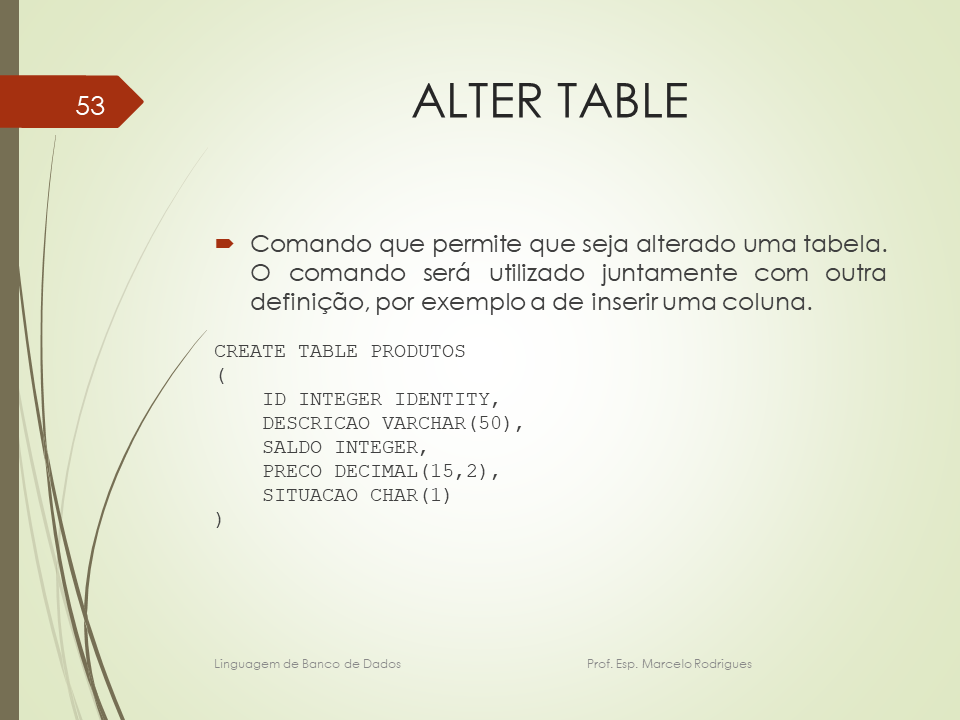 53
ALTER TABLE
Comando que permite que seja alterado uma tabela.
O comando será utilizado juntamente com outra
definição, por exemplo a de inserir uma coluna.
CREATE TABLE PRODUTOS
(
    ID INTEGER IDENTITY,
    DESCRICAO VARCHAR(50),
    SALDO INTEGER,
    PRECO DECIMAL(15,2),
    SITUACAO CHAR(1)
)
Linguagem de Banco de Dados Prof. Esp. Marcelo Rodrigues